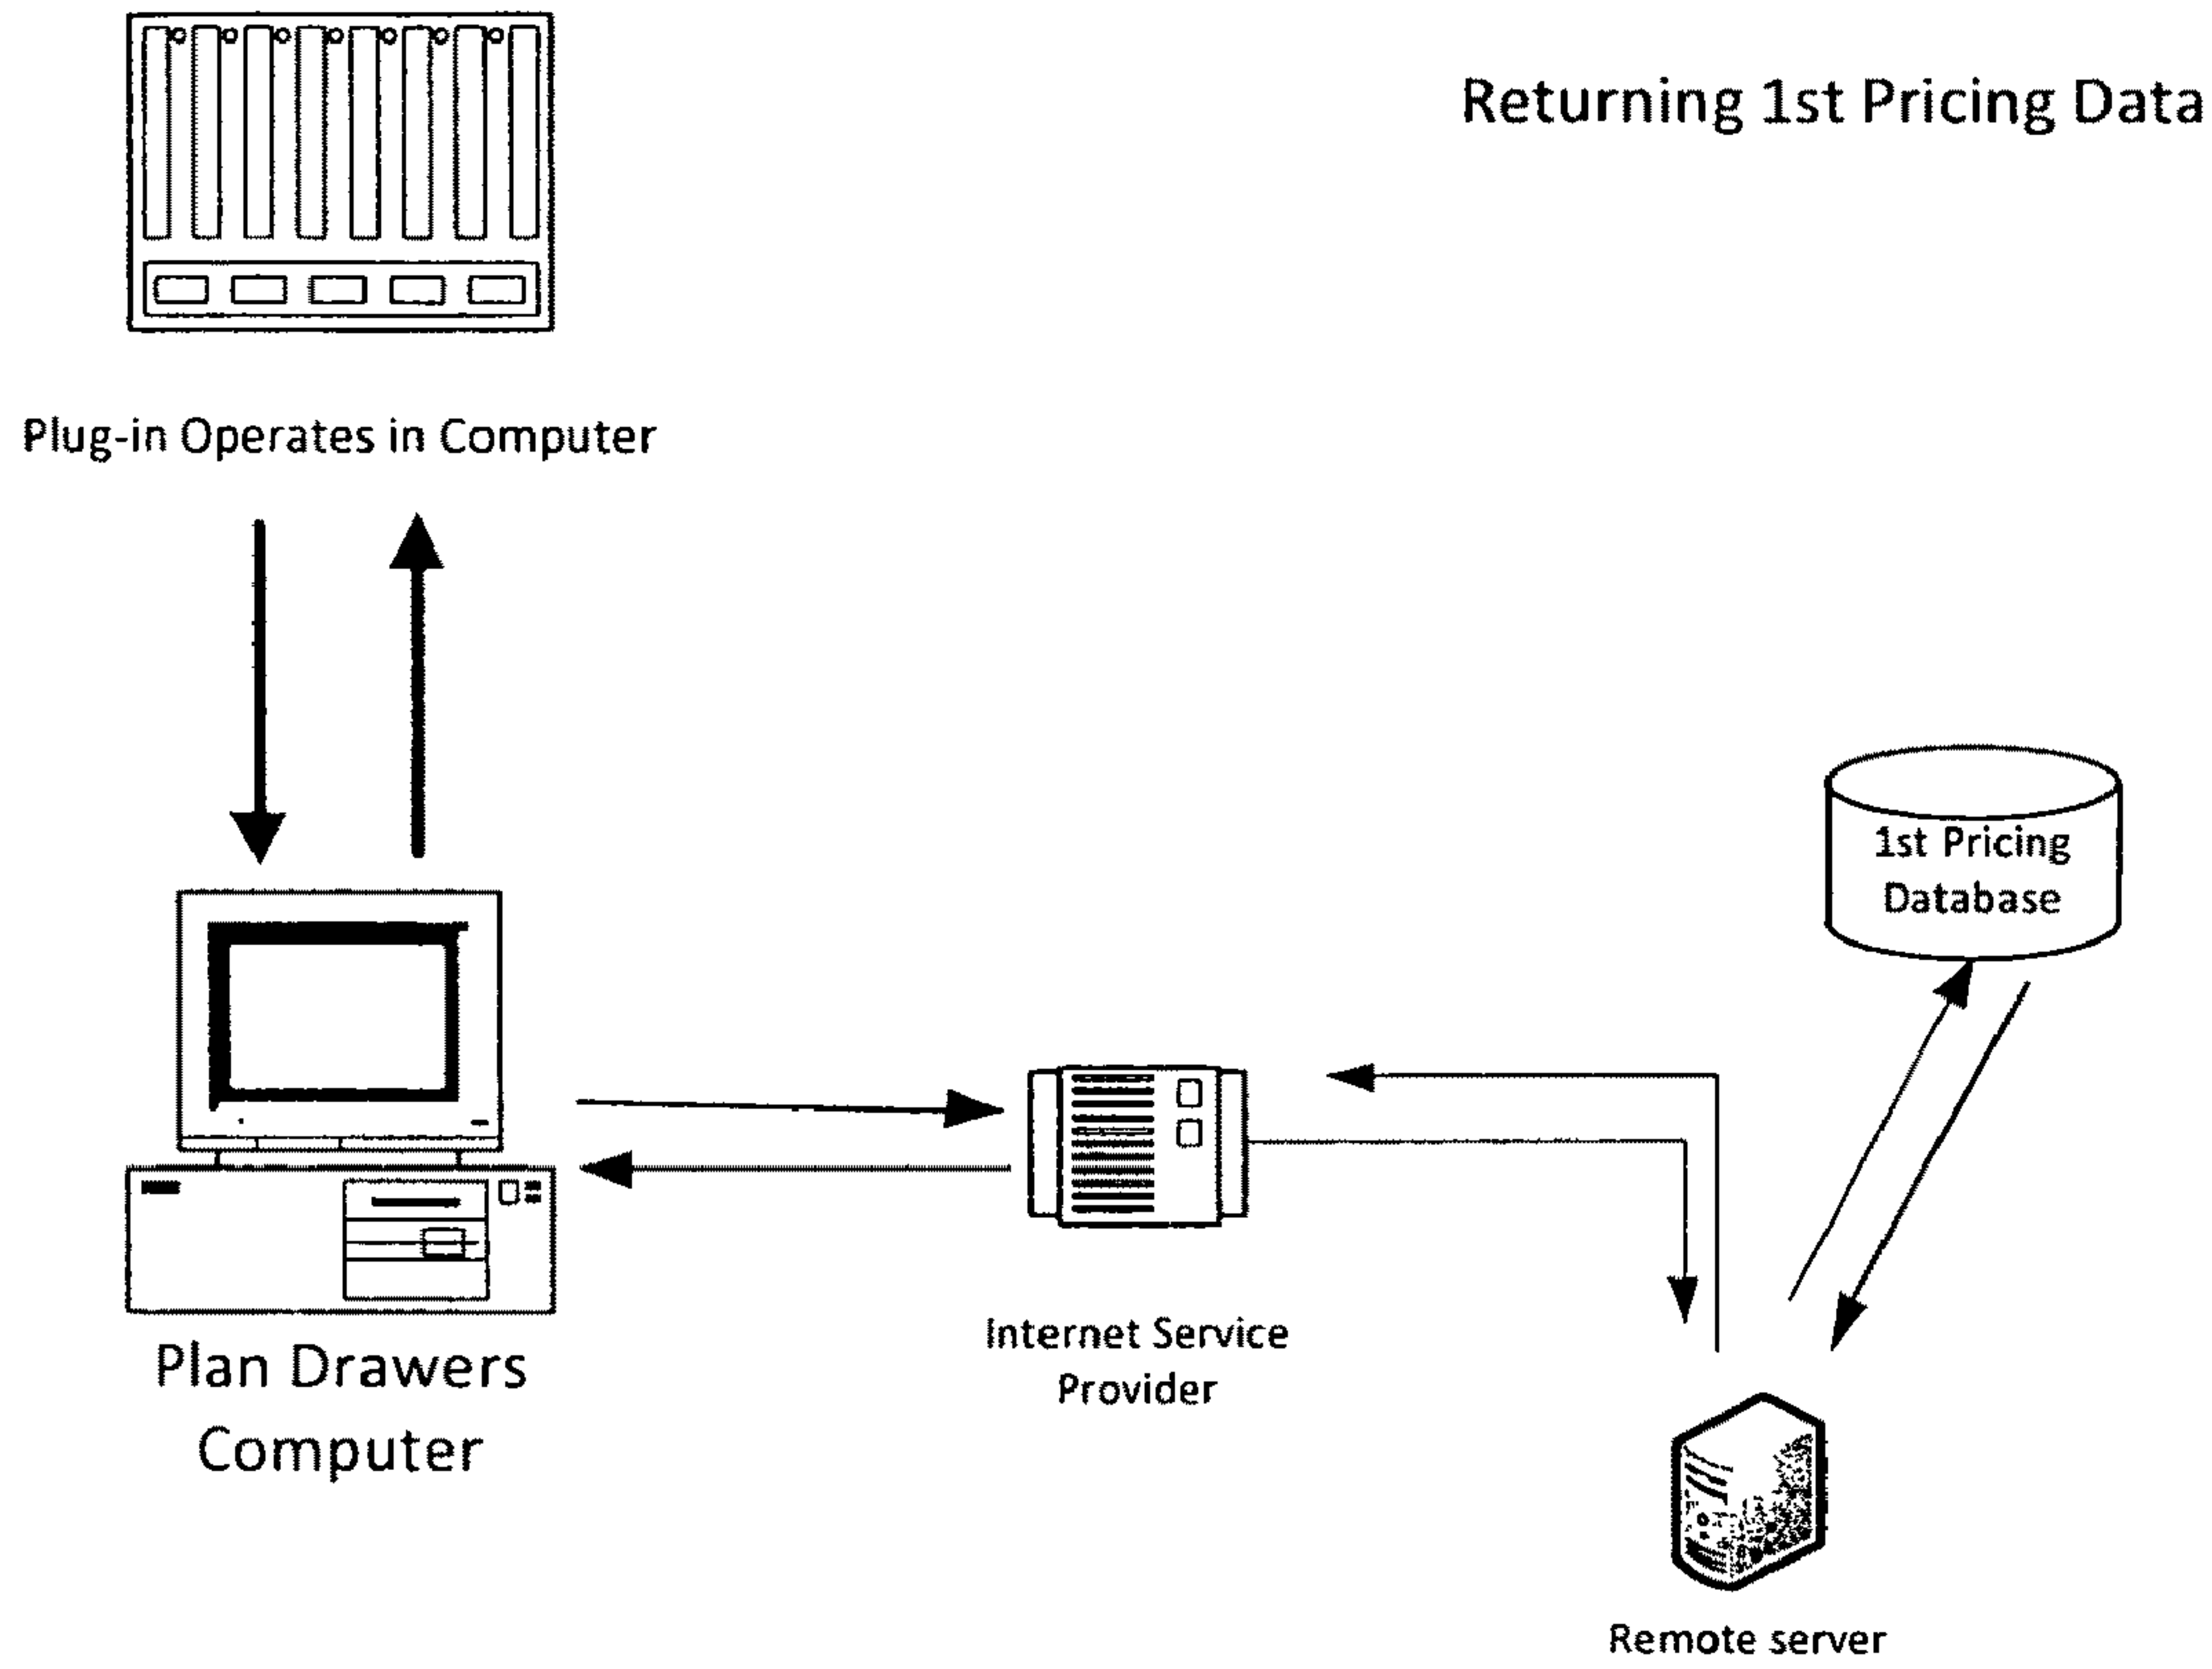 Returning 1st Pricing Data
Plug-in Operates in Computer
1st Pricing
Database
Internet Service
Provider
Plan Drawers
Computer
Remote server